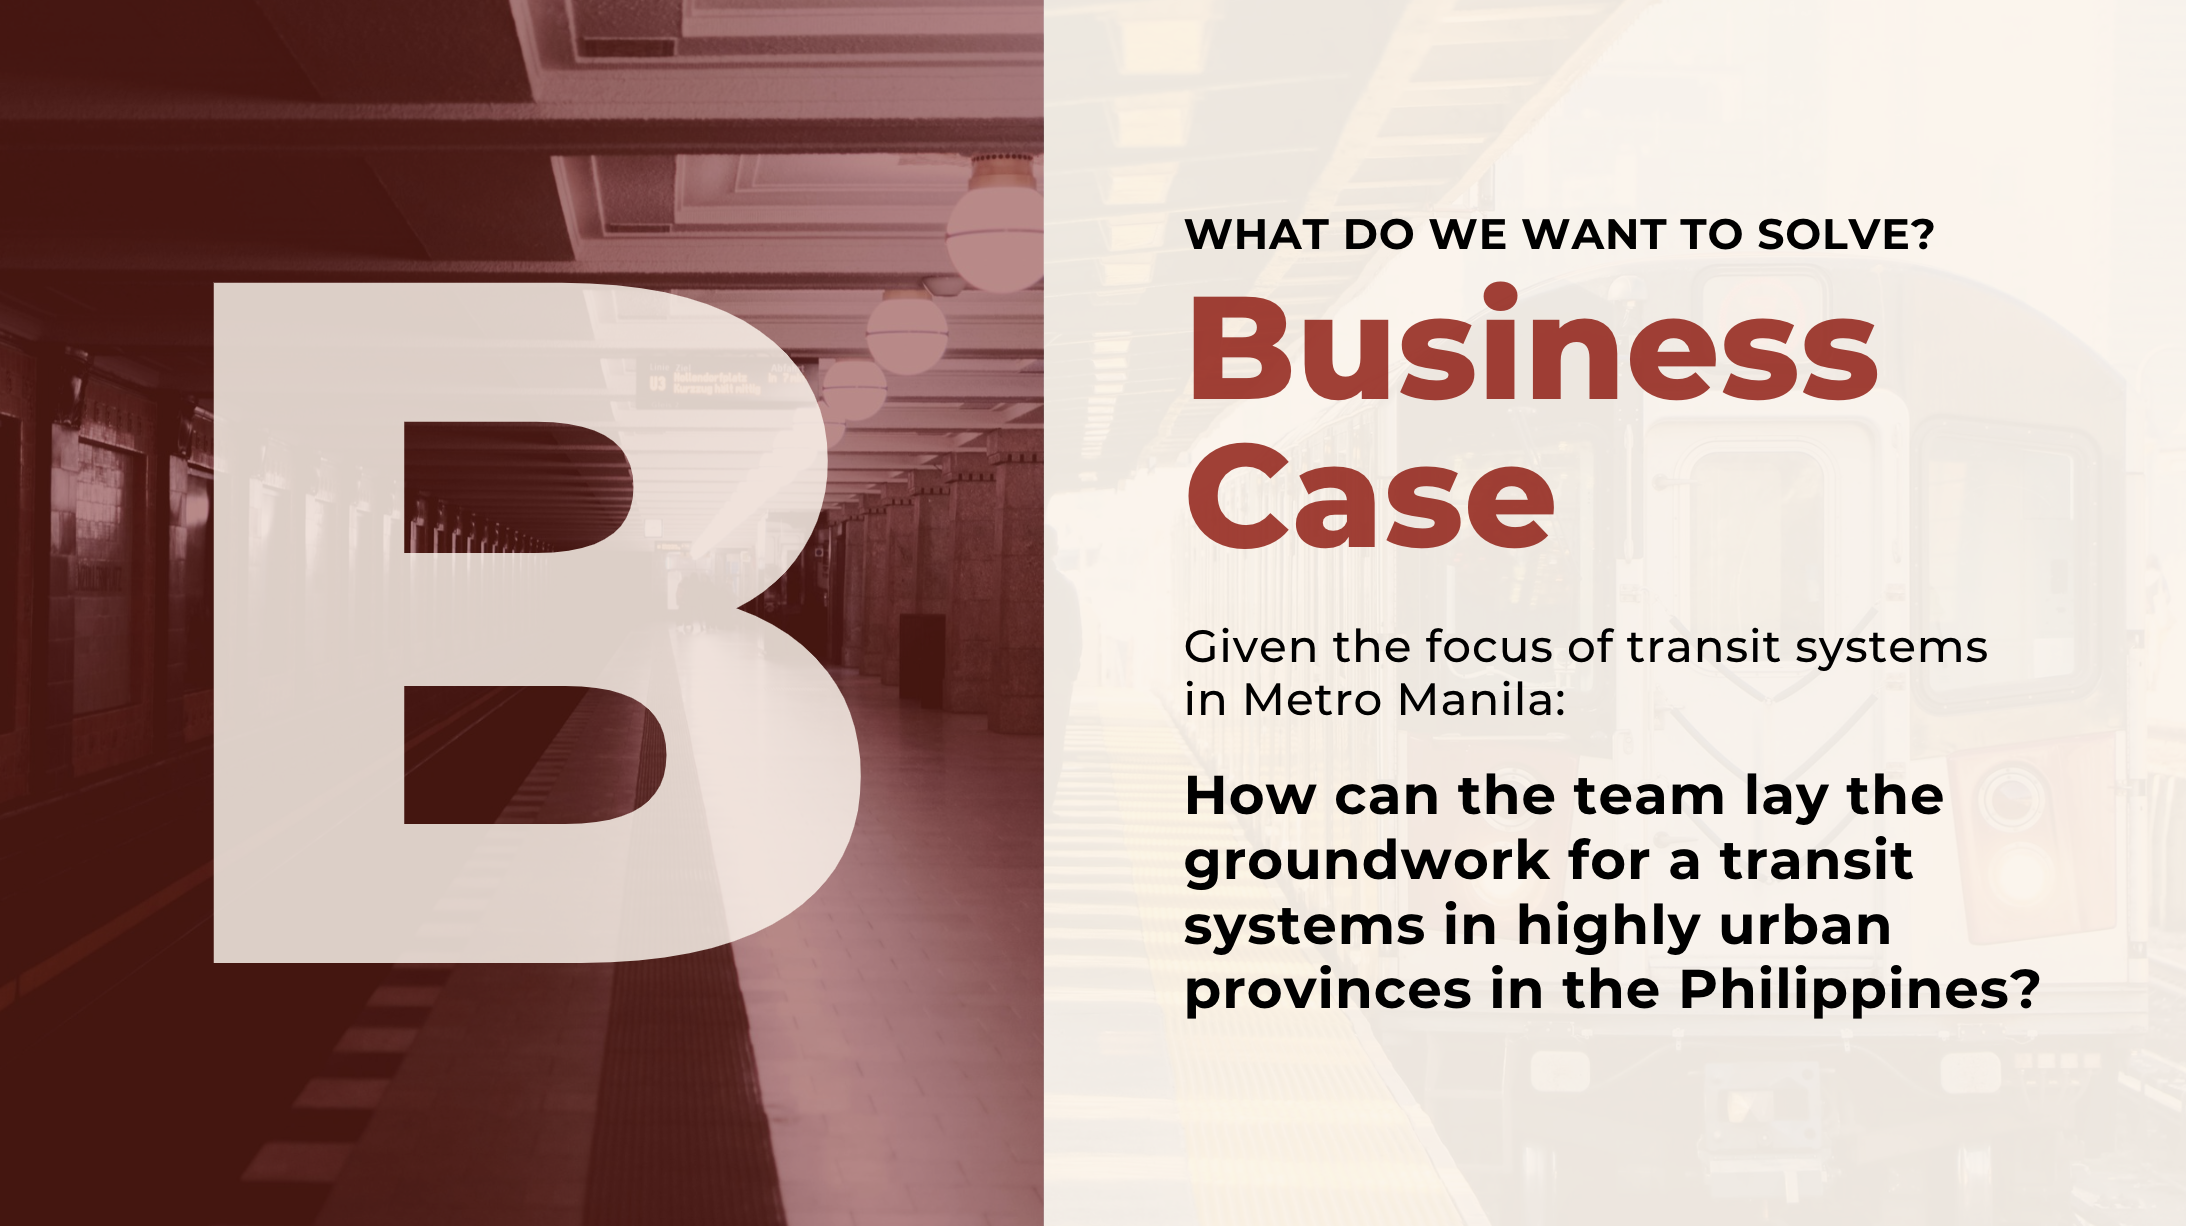 B
U3
WHAT DO WE WANT TO SOLVE?
Business
Case
Given the focus of transit systems
in Metro Manila:
How can the team lay the
groundwork for a transit
systems in highly urban
provinces in the Philippines?